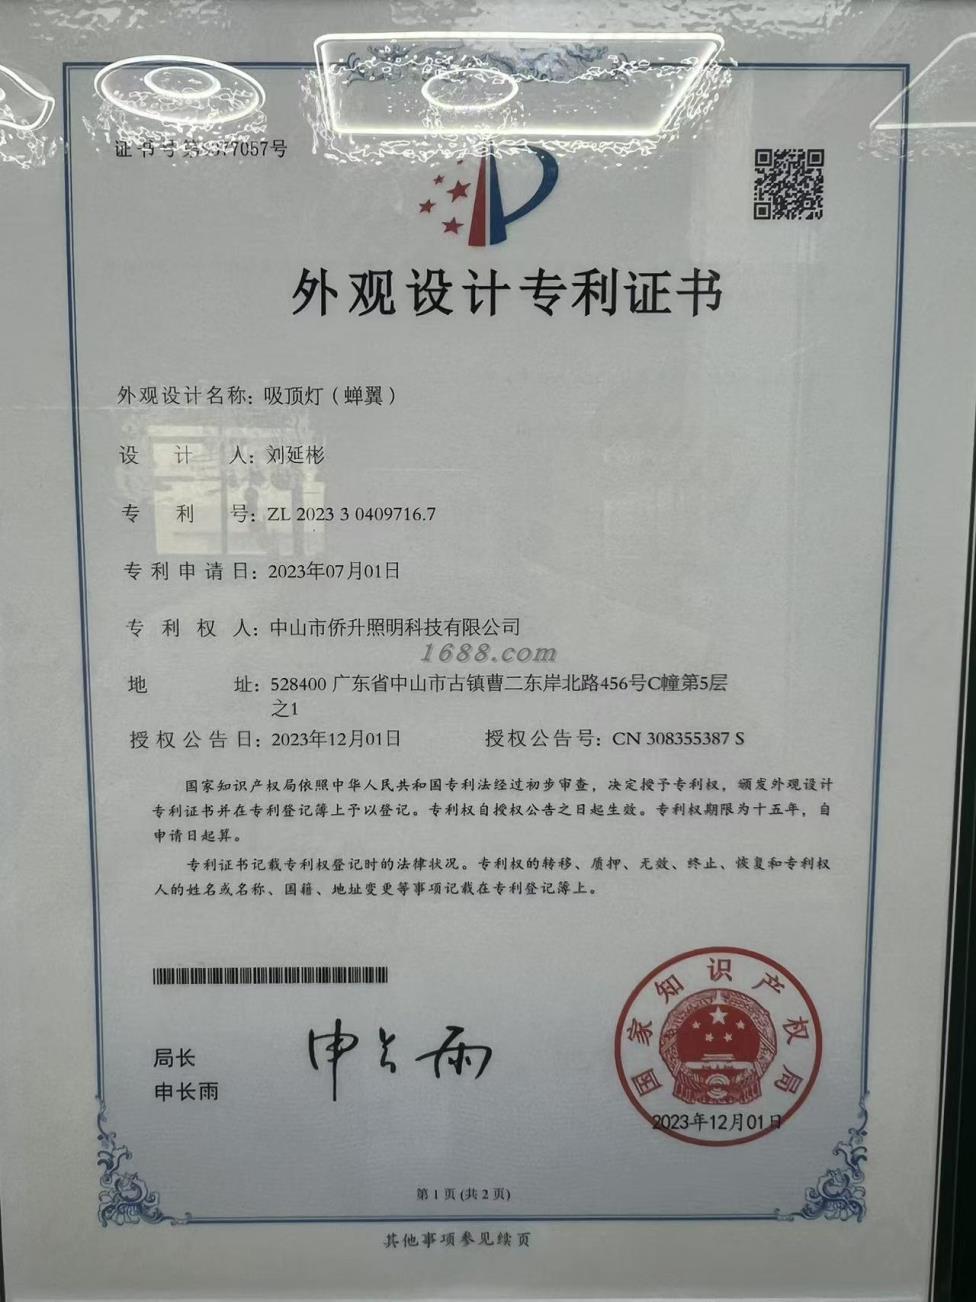 证书号第8377057号
外观设计专利证书
外观设计名称：吸顶灯（蝉翼）
设 计 人：刘延彬
专 利 号：ZL 2023 3 0409716.7
专利申请日：2023年07月01日
专 利 权 人：中山市侨升照明科技有限公司
1688.com
地 址：528400 广东省中山市古镇曹二东岸北路456号C幢第5层
之1
授权公告日：2023年12月01日 授权公告号：CN 308355387 S
国家知识产权局依照中华人民共和国专利法经过初步审查，决定授予专利权，颁发外观设计
专利证书并在专利登记簿上予以登记。专利权自授权公告之日起生效。专利权期限为十五年，自
申请日起算。
专利证书记载专利权登记时的法律状况。专利权的转移、质押、无效、终止、恢复和专利权
人的姓名或名称、国籍、地址变更等事项记载在专利登记簿上。
局长
申长雨
申长雨
国家知识产权局
2023年12月01日
第 1 页 (共 2 页)
其他事项参见续页